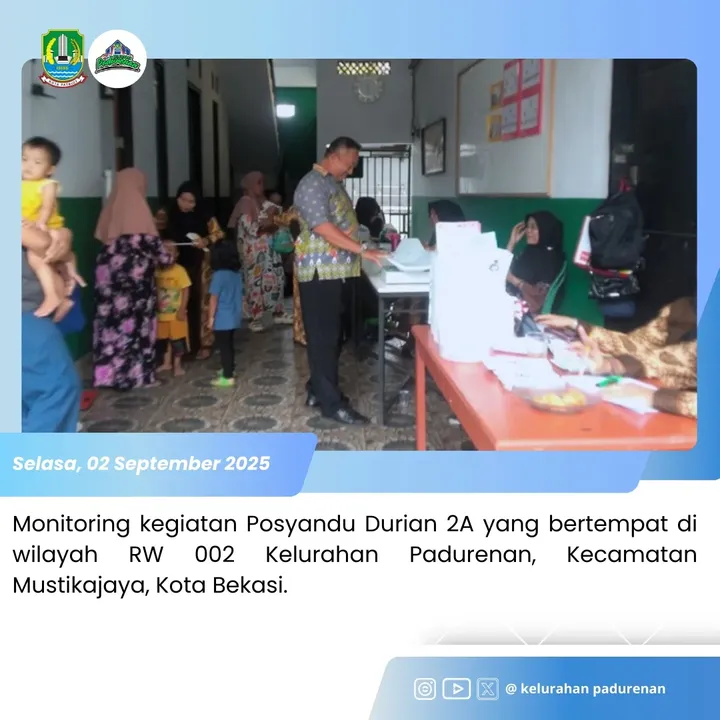 Selasa, 02 September 2025
Monitoring kegiatan Posyandu Durian 2A yang bertempat di
wilayah RW 002 Kelurahan Padurenan, Kecamatan
Mustikajaya, Kota Bekasi.
@ kelurahan padurenan